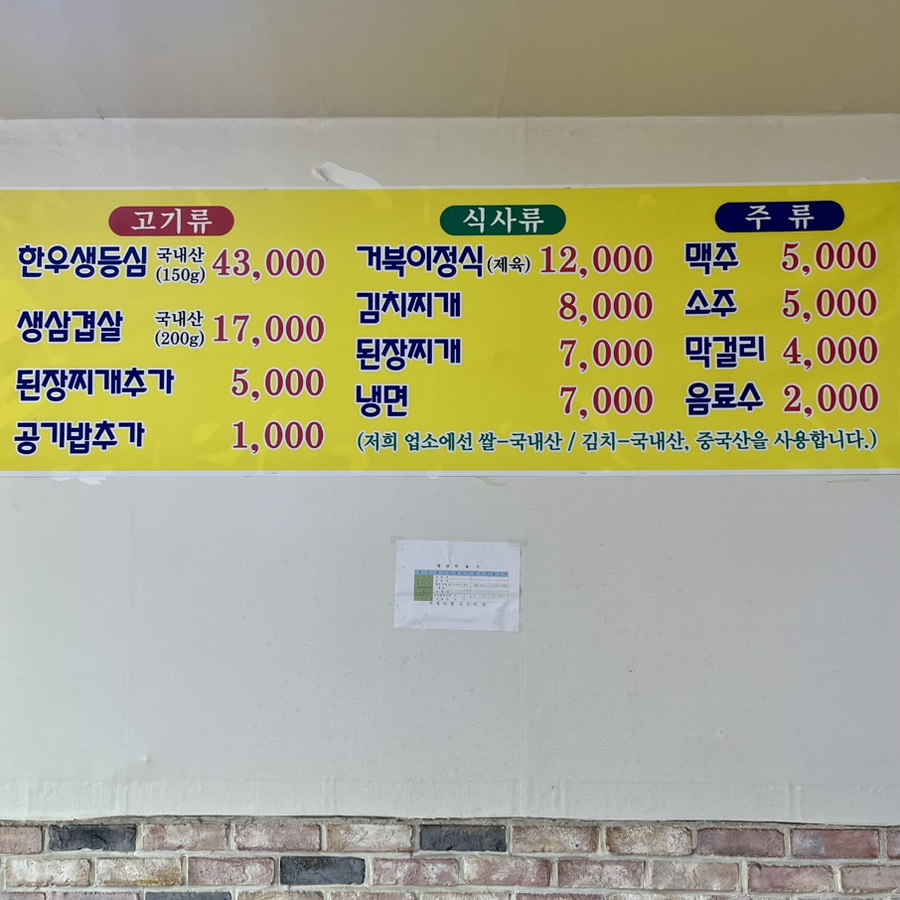 고기류
한우생등심 국내산 (150g) 43,000
생삼겹살 국내산 (200g) 17,000
된장찌개추가 5,000
공기밥추가 1,000
식사류
거북이정식(제육) 12,000
김치찌개 8,000
된장찌개 7,000
냉면 7,000
주 류
맥주 5,000
소주 5,000
막걸리 4,000
음료수 2,000
(저희 업소에선 쌀-국내산 / 김치-국내산, 중국산을 사용합니다.)